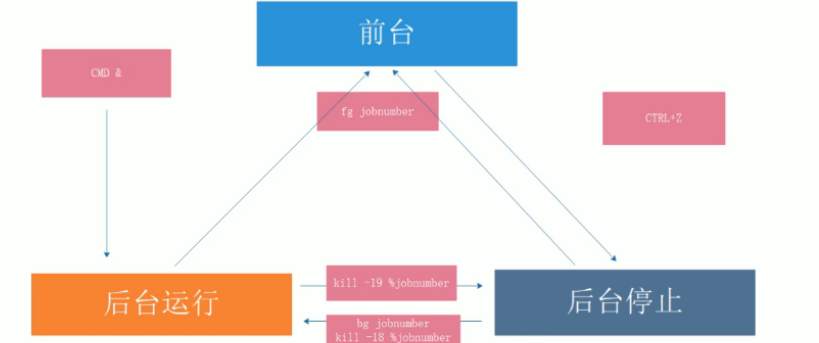 前台
CMD &
fg jobnumber
CTRL+Z
后台运行
kill -19 %jobnumber
后台停止
bg jobnumber
kill -18 %jobnumber